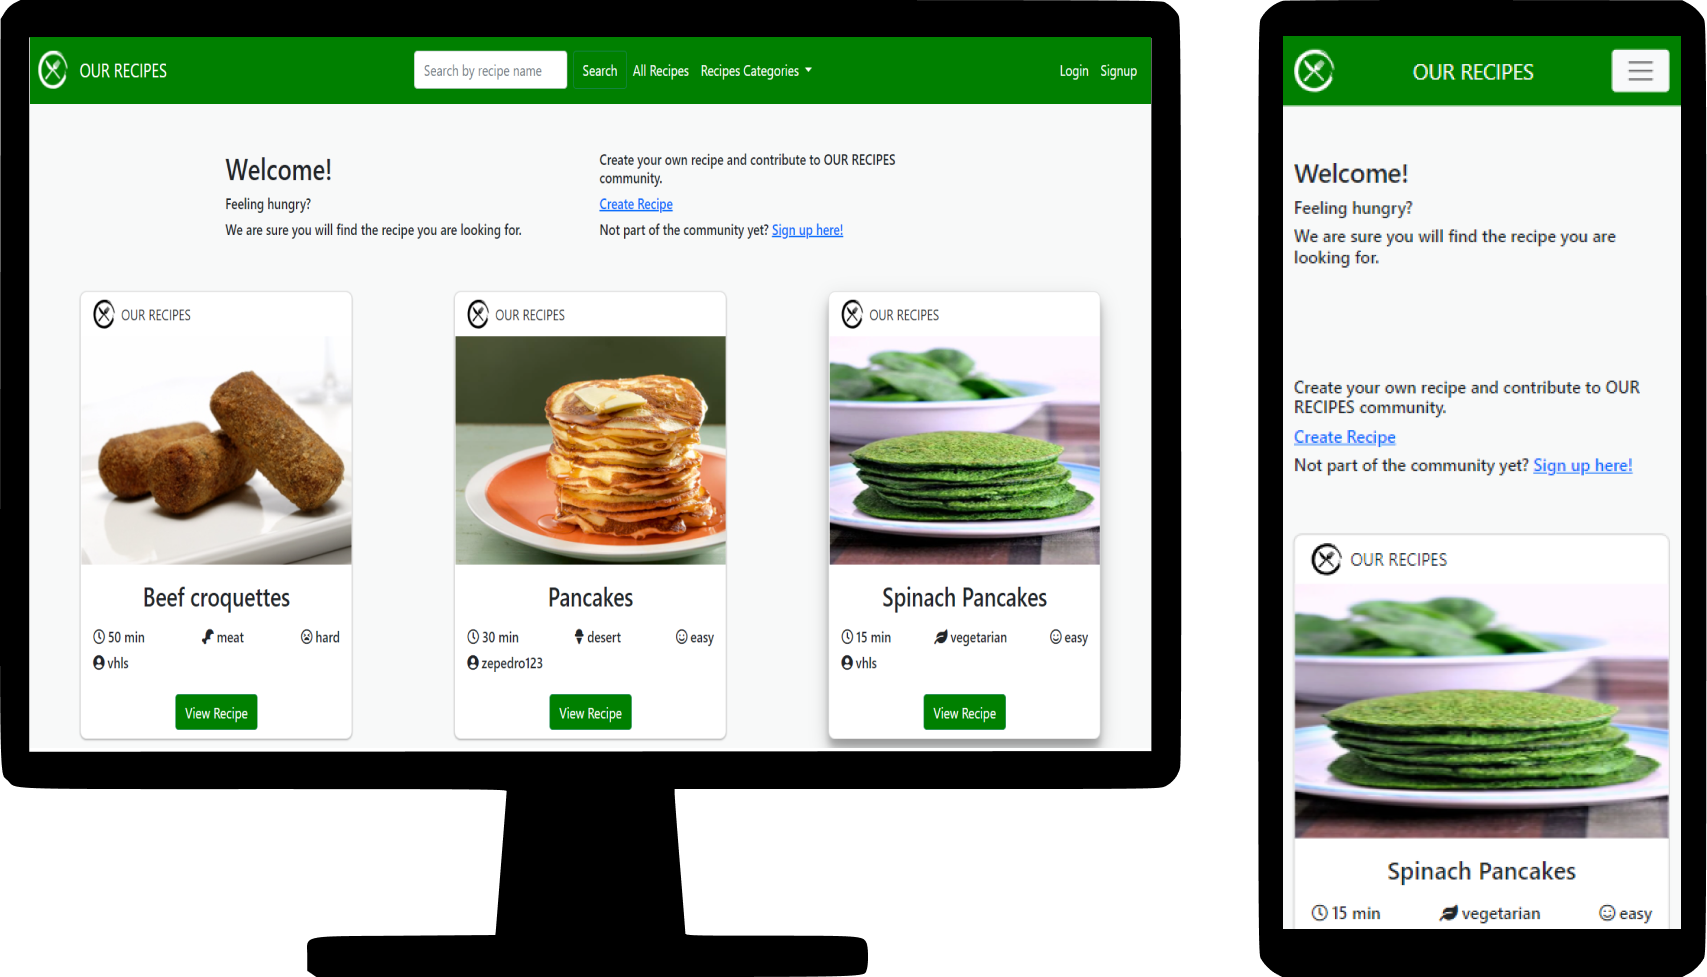 OUR RECIPES
Search by recipe name
Search
All Recipes
Recipes Categories
Login
Signup
Welcome!
Feeling hungry?
We are sure you will find the recipe you are looking for.
Create your own recipe and contribute to OUR RECIPES
community.
Create Recipe
Not part of the community yet? Sign up here!
OUR RECIPES
Beef croquettes
50 min
meat
hard
vhls
View Recipe
OUR RECIPES
Pancakes
30 min
desert
easy
zepedro123
View Recipe
OUR RECIPES
Spinach Pancakes
15 min
vegetarian
easy
vhls
View Recipe
OUR RECIPES
Welcome!
Feeling hungry?
We are sure you will find the recipe you are
looking for.
Create your own recipe and contribute to OUR
RECIPES community.
Create Recipe
Not part of the community yet? Sign up here!
OUR RECIPES
Spinach Pancakes
15 min
vegetarian
easy